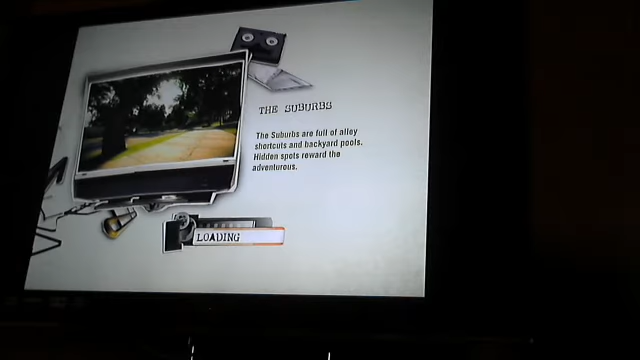 THE SUBURBS
The Suburbs are full of alley
shortcuts and backyard pools.
Hidden spots reward the
adventurous.
LOADING